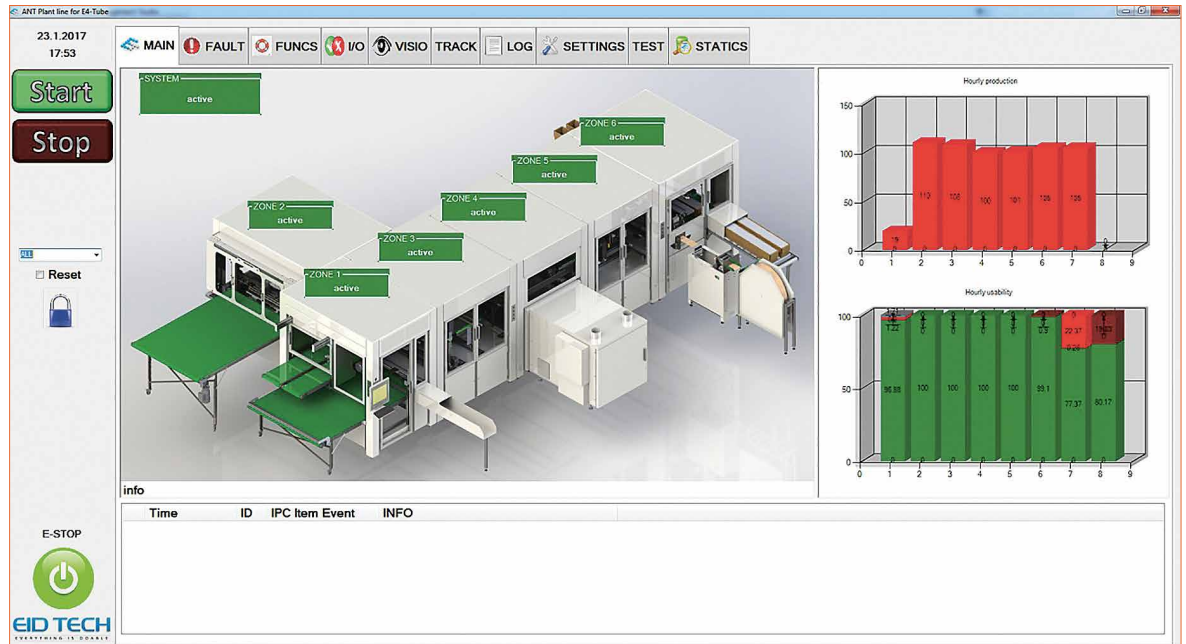 ANT Plant line for E4-Tube
23.1.2017
17:53
MAIN
FAULT
FUNCS
I/O
VISIO
TRACK
LOG
SETTINGS
TEST
STATICS
Start
Stop
ALL
Reset
E-STOP
EID TECH
EVERYTHING IS DOABLE
SYSTEM
active
ZONE 6
active
ZONE 5
active
ZONE 4
active
ZONE 2
active
ZONE 3
active
ZONE 1
active
Hourly production
150
100
50
0
19
113
100
101
0 1 2 3 4 5 6 7 8 9
Hourly usability
100
50
0
1.22
100 100 100 100
99.1
22.37
77.37
80.17
0 1 2 3 4 5 6 7 8 9
info
Time ID IPC Item Event INFO